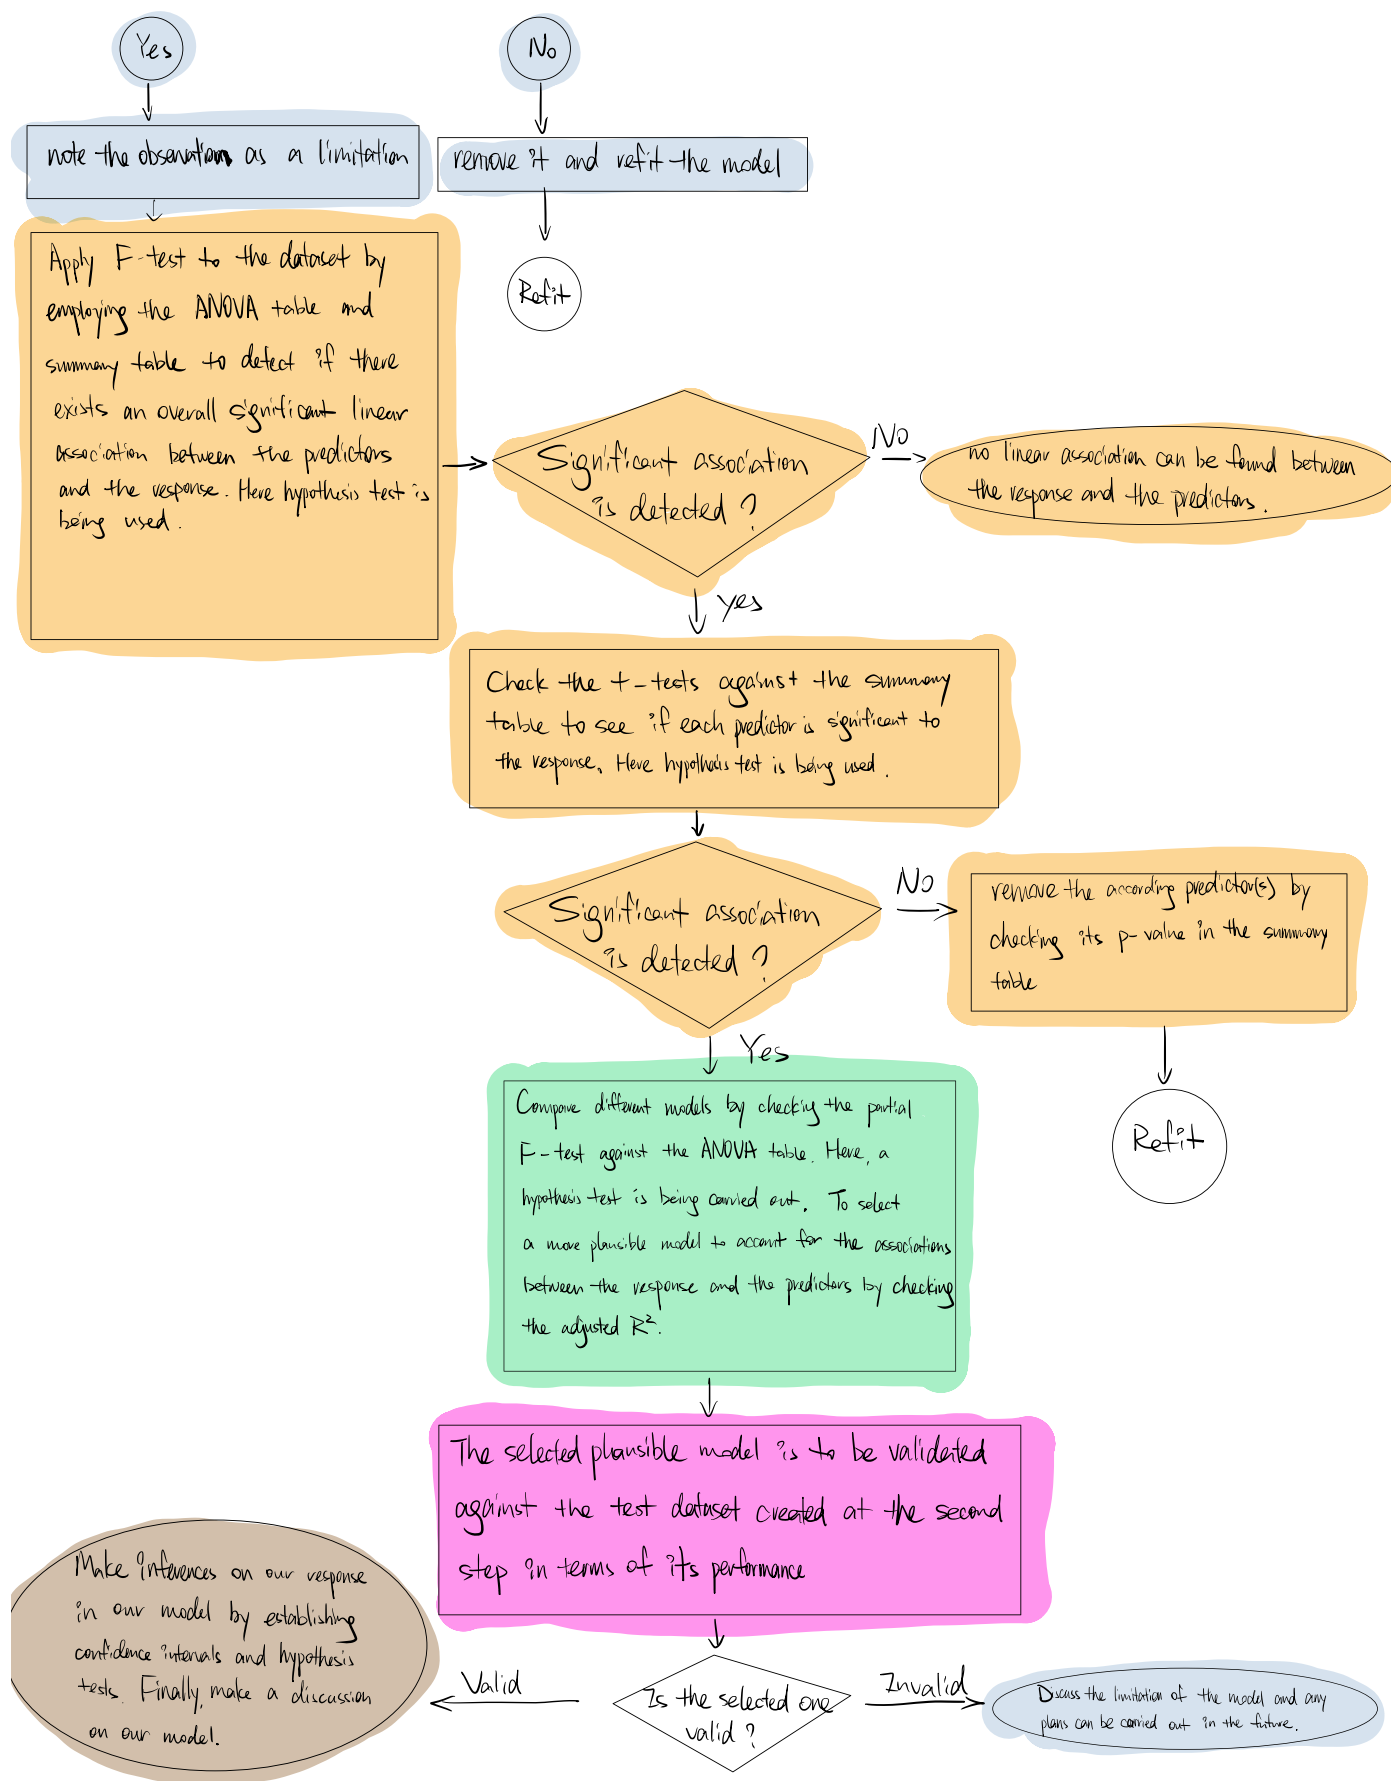 Yes
No
note the observation as a limitation
remove it and refit the model
Refit
Apply F-test to the dataset by
employing the ANOVA table and
summary table to detect if there
exists an overall significant linear
association between the predictors
and the response. Here hypothesis test is
being used.
Significant association
is detected?
No
no linear association can be found between
the response and the predictors.
yes
Check the t-tests against the summary
table to see if each predictor is significant to
the response. Here hypothesis test is being used.
Significant association
is detected?
No
remove the according predictor(s) by
checking its p-value in the summary
table
Refit
Yes
Compare different models by checking the partial
F-test against the ANOVA table. Here, a
hypothesis test is being carried out. To select
a more plausible model to account for the associations
between the response and the predictors by checking
the adjusted R².
The selected plausible model is to be validated
against the test dataset created at the second
step in terms of its performance
Is the selected one
valid?
Valid
Make inferences on our response
in our model by establishing
confidence intervals and hypothesis
tests. Finally, make a discussion
on our model.
Invalid
Discuss the limitation of the model and any
plans can be carried out in the future.